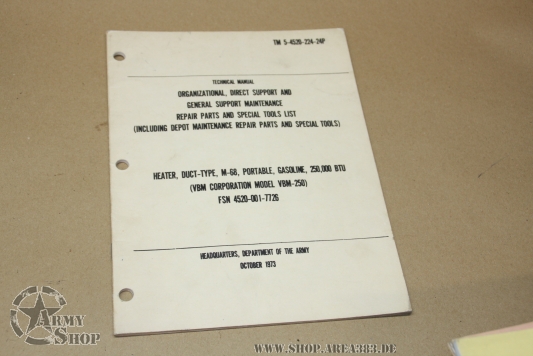 TM 5-4520-224-24P
TECHNICAL MANUAL
ORGANIZATIONAL, DIRECT SUPPORT AND
GENERAL SUPPORT MAINTENANCE
REPAIR PARTS AND SPECIAL TOOLS LIST
(INCLUDING DEPOT MAINTENANCE REPAIR PARTS AND SPECIAL TOOLS)
HEATER, DUCT-TYPE, M-68, PORTABLE, GASOLINE, 250,000 BTU
(VBM CORPORATION MODEL VBM-250)
FSN 4520-001-7726
HEADQUARTERS, DEPARTMENT OF THE ARMY
OCTOBER 1973
ARMY
SHOP
WWW.SHOP.AREA383.DE